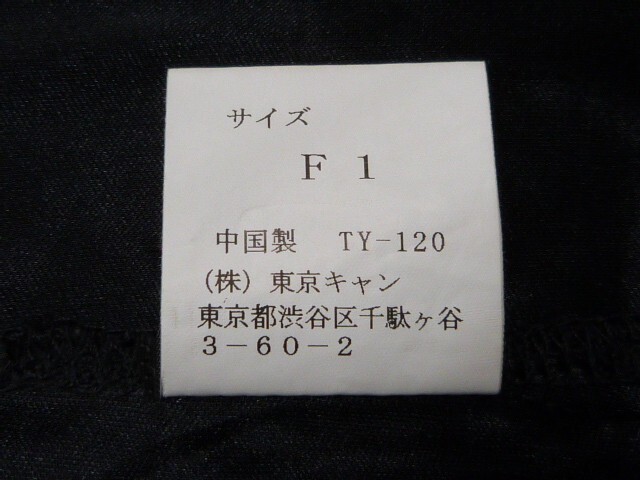 サイズ
F 1
中国製 TY-120
(株) 東京キャン
東京都渋谷区千駄ヶ谷
3-60-2